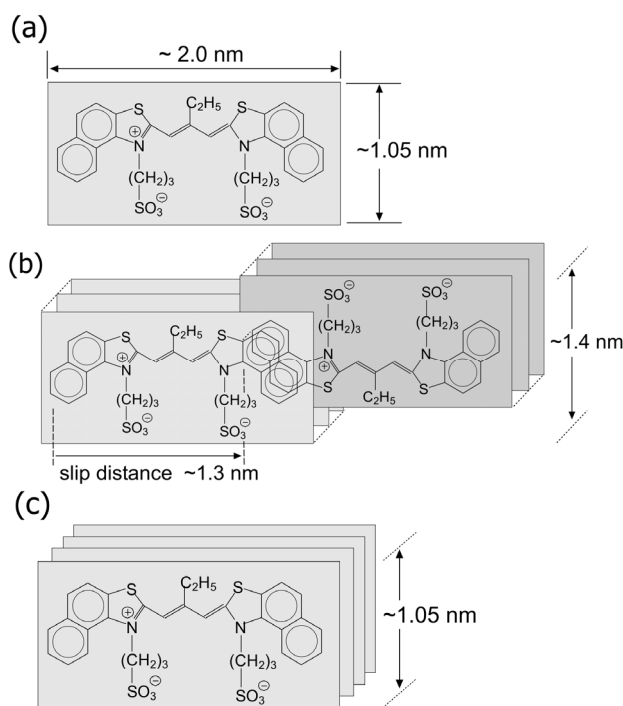 (a)
~ 2.0 nm
S C₂H₅ S
⊕ N N
(CH₂)₃ (CH₂)₃
SO₃⊖ SO₃⊖
~1.05 nm
(b)
SO₃⊖ SO₃⊖
(CH₂)₃ (CH₂)₃
S C₂H₅ S N N
⊕ N N ⊕ S S
(CH₂)₃ (CH₂)₃ C₂H₅
SO₃⊖ SO₃⊖
~1.4 nm
slip distance ~1.3 nm
(c)
S C₂H₅ S
⊕ N N
(CH₂)₃ (CH₂)₃
SO₃⊖ SO₃⊖
~1.05 nm